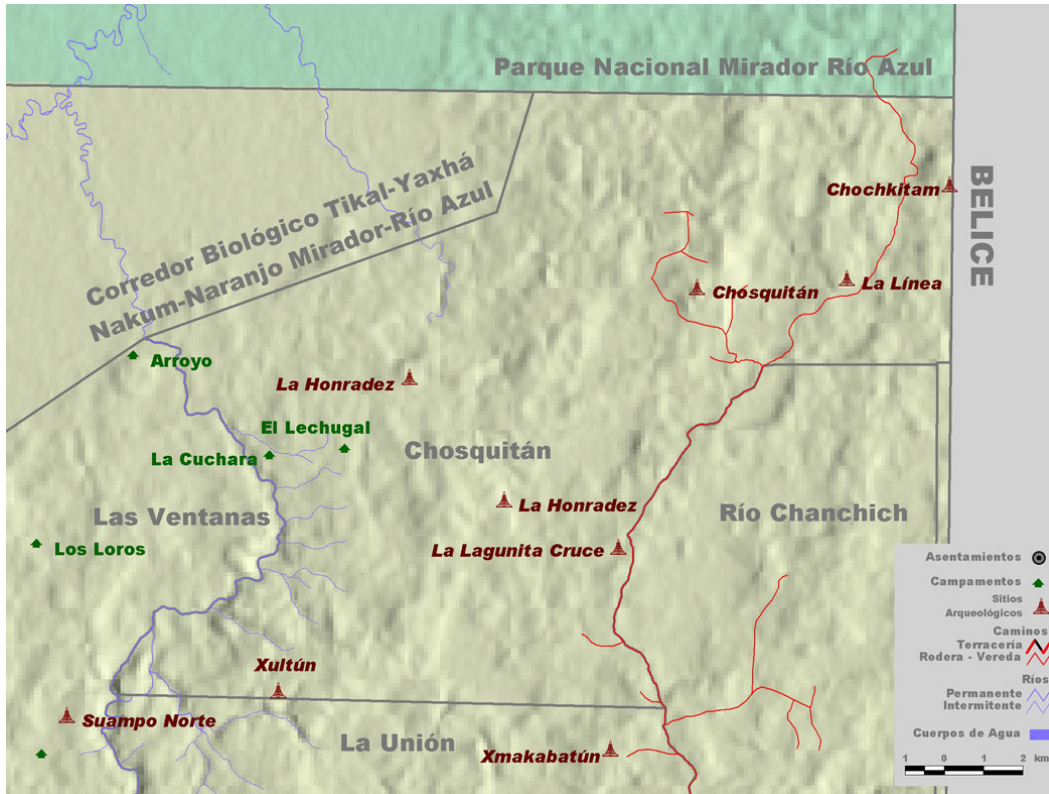 Parque Nacional Mirador Río Azul
Corredor Biológico Tikal-Yaxhá
Nakum-Naranjo Mirador-Río Azul
Chochkitam
BELICE
Chosquitán
La Línea
Arroyo
La Honradez
El Lechugal
La Cuchara
Chosquitán
Las Ventanas
La Honradez
Río Chanchich
Los Loros
La Lagunita Cruce
Xultún
Suampo Norte
La Unión
Xmakabatún
Asentamientos
Campamentos
Sitios
Arqueológicos
Caminos
Terracería
Rodera - Vereda
Ríos
Permanente
Intermitente
Cuerpos de Agua
1 0 1 2 km